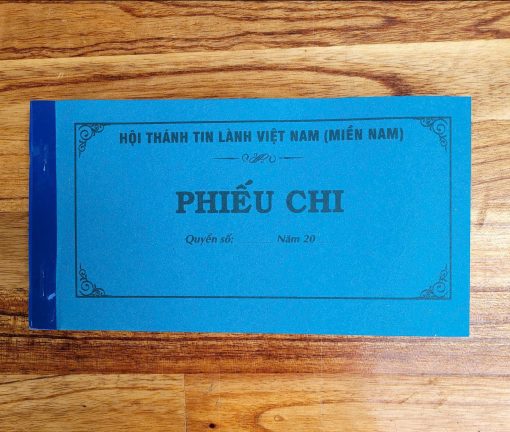 HỘI THÁNH TIN LÀNH VIỆT NAM (MIỀN NAM)
PHIẾU CHI
Quyển số: ............ Năm 20